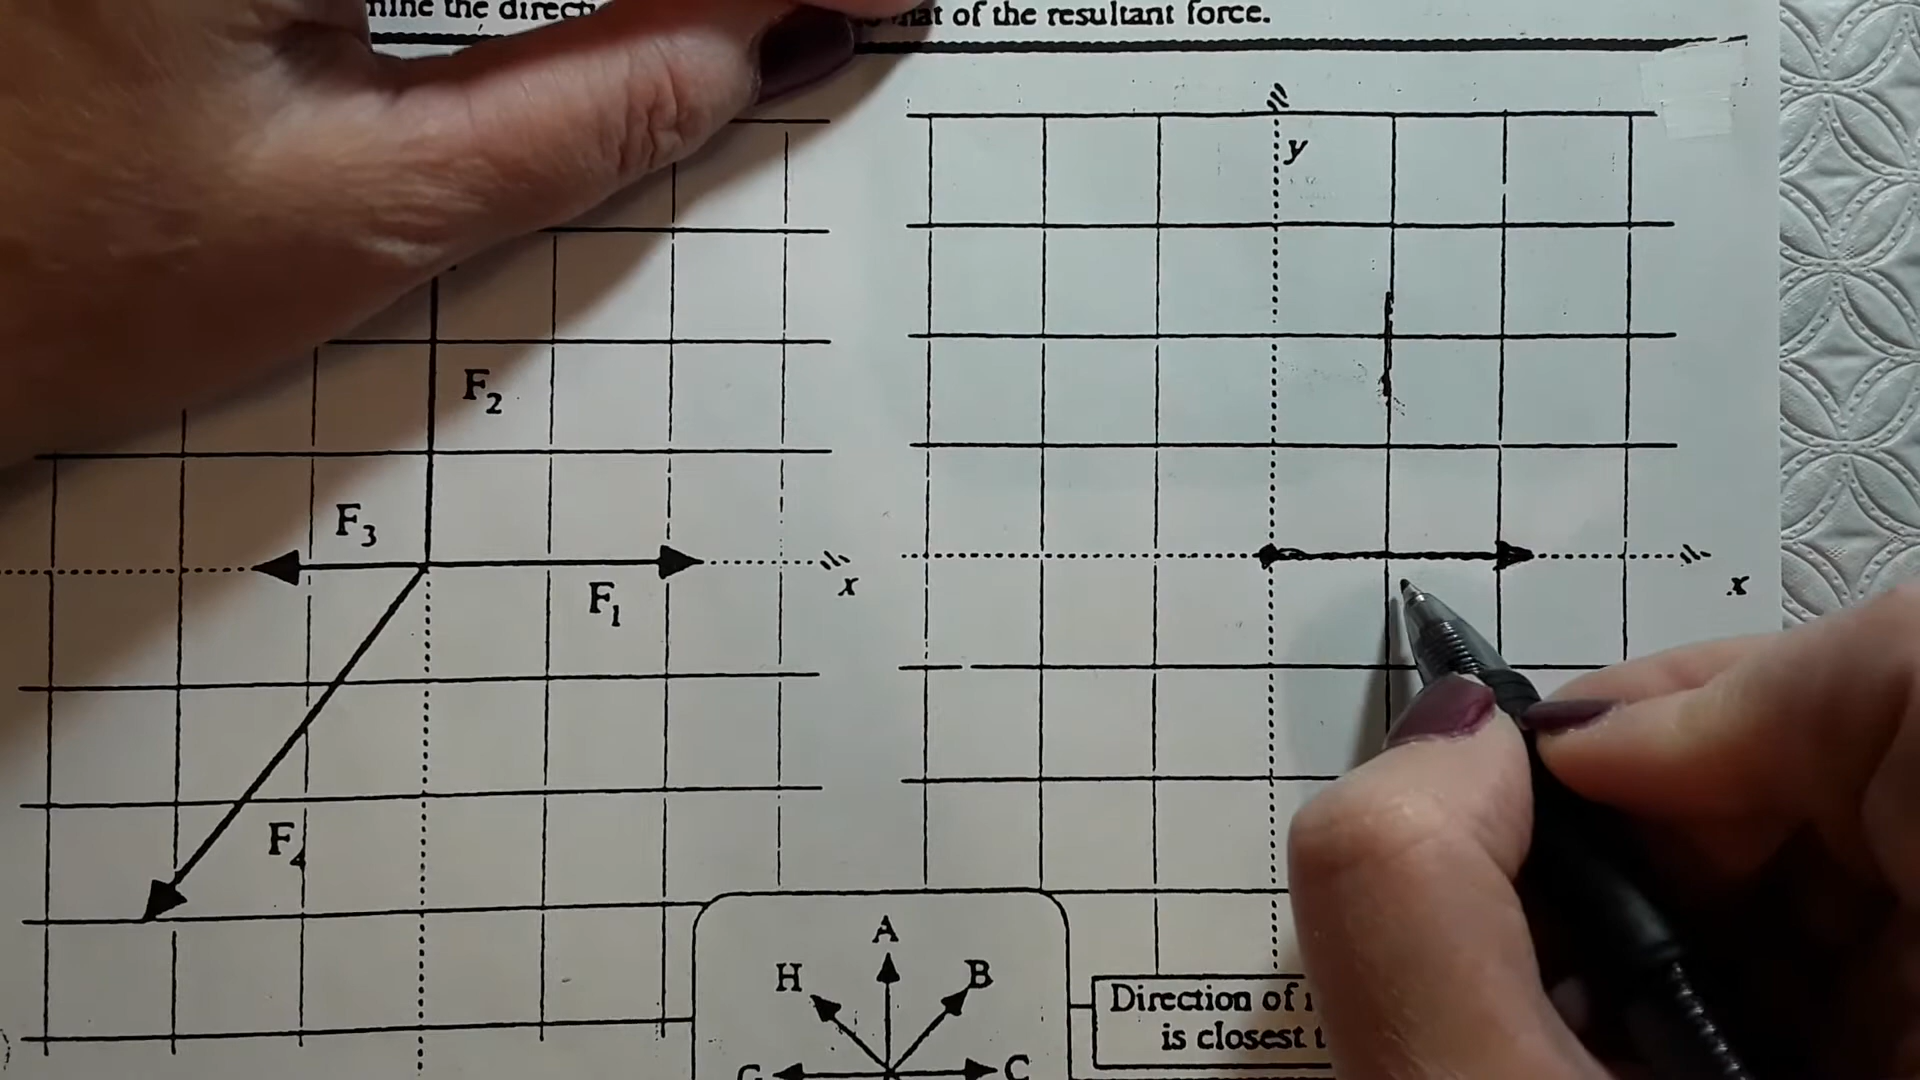 of the resultant force.
y
F2
F3
F1
x
x
F4
A
H
B
Direction of
is closest
C